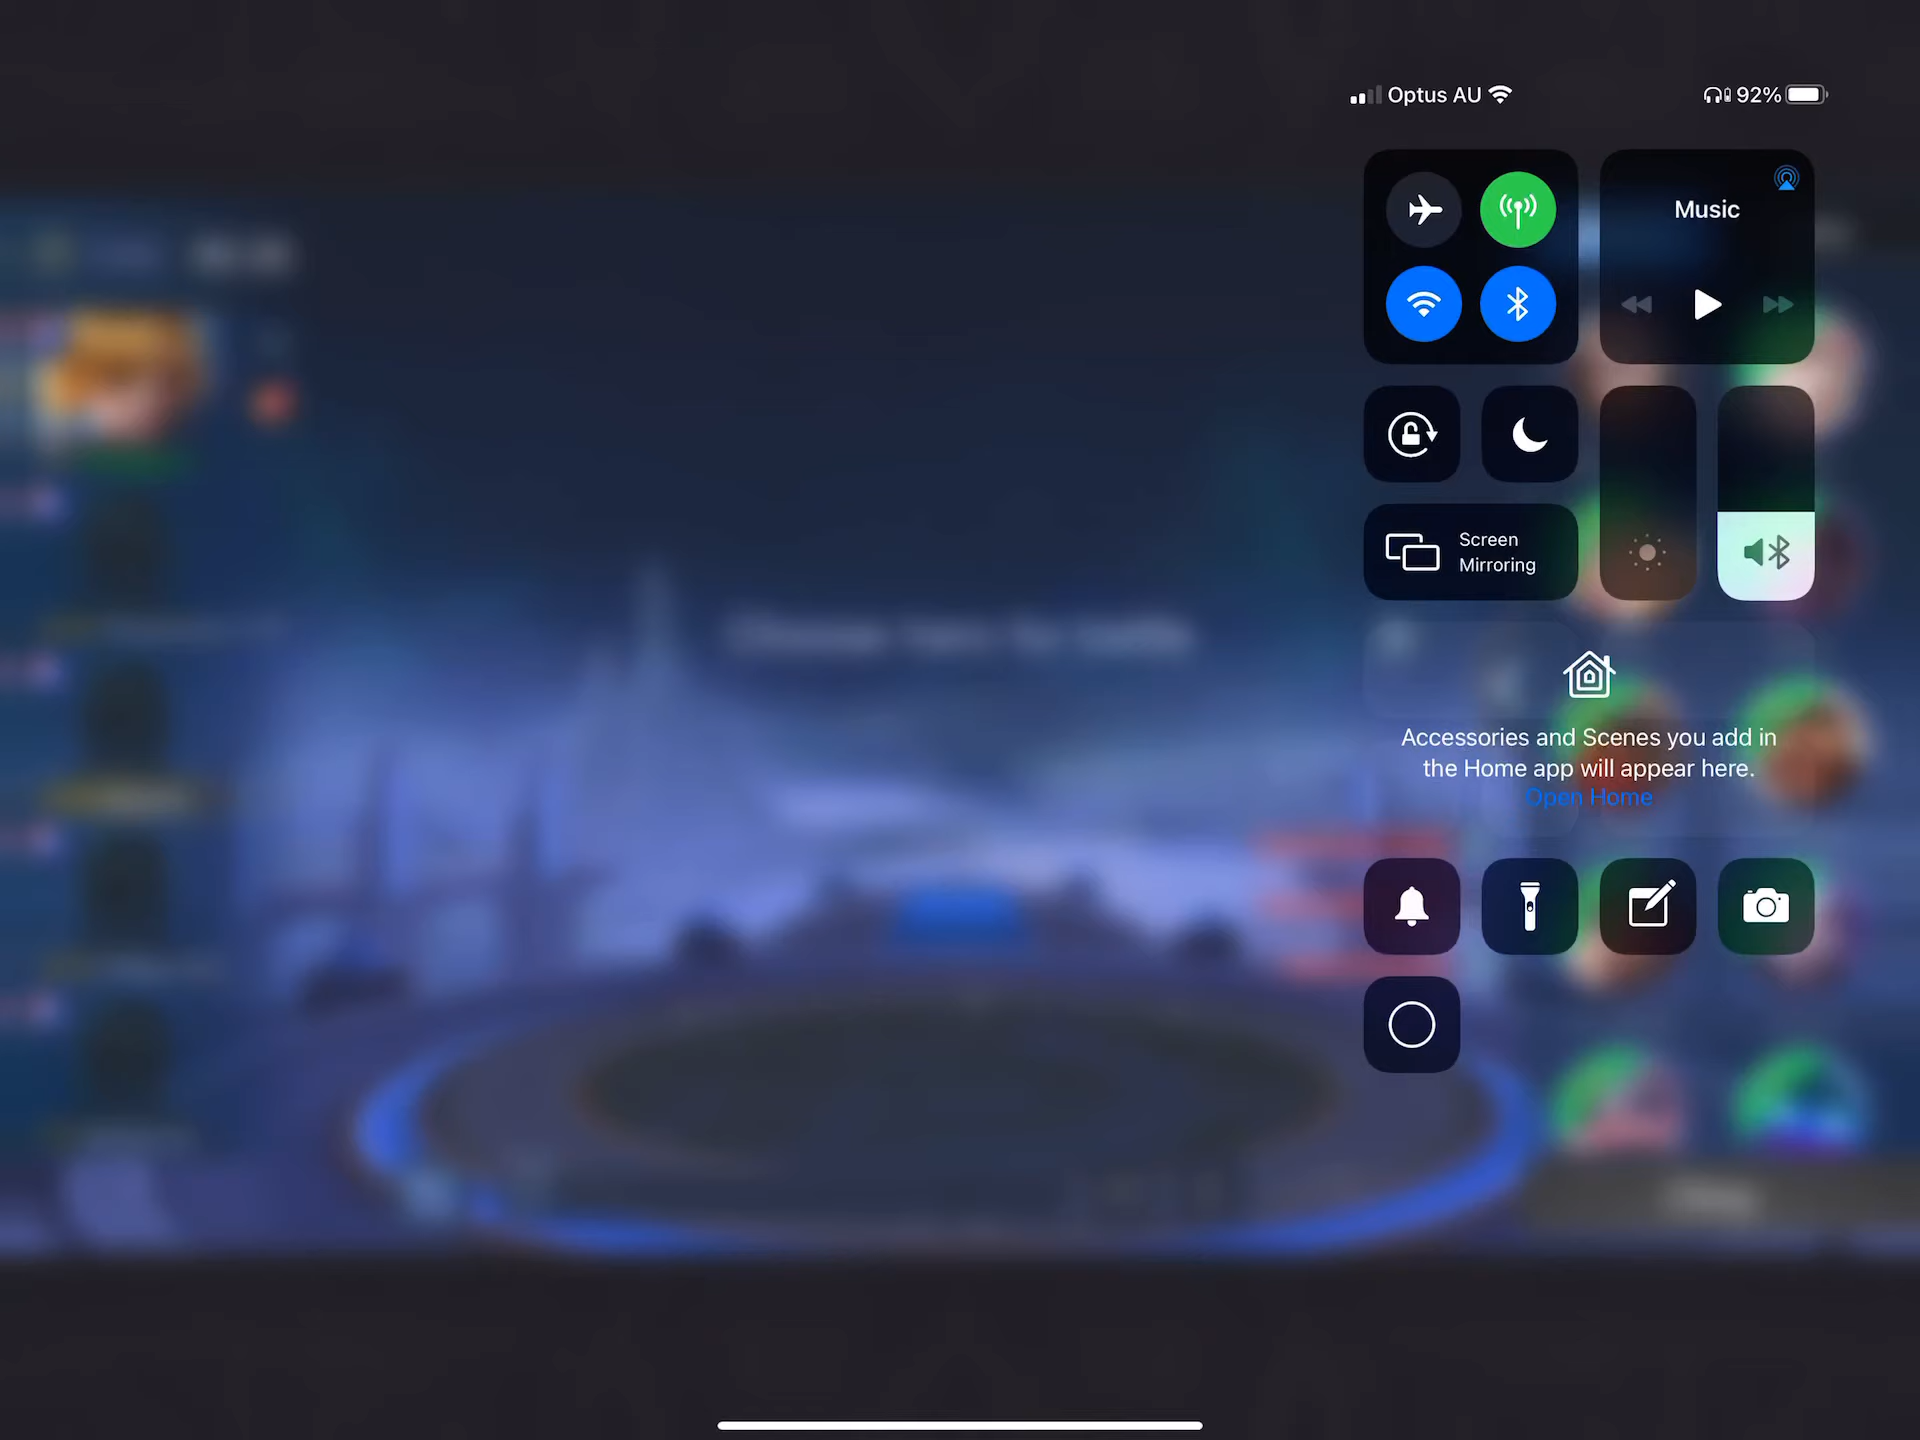 Optus AU
92%
Music
Screen
Mirroring
Accessories and Scenes you add in
the Home app will appear here.
Open Home